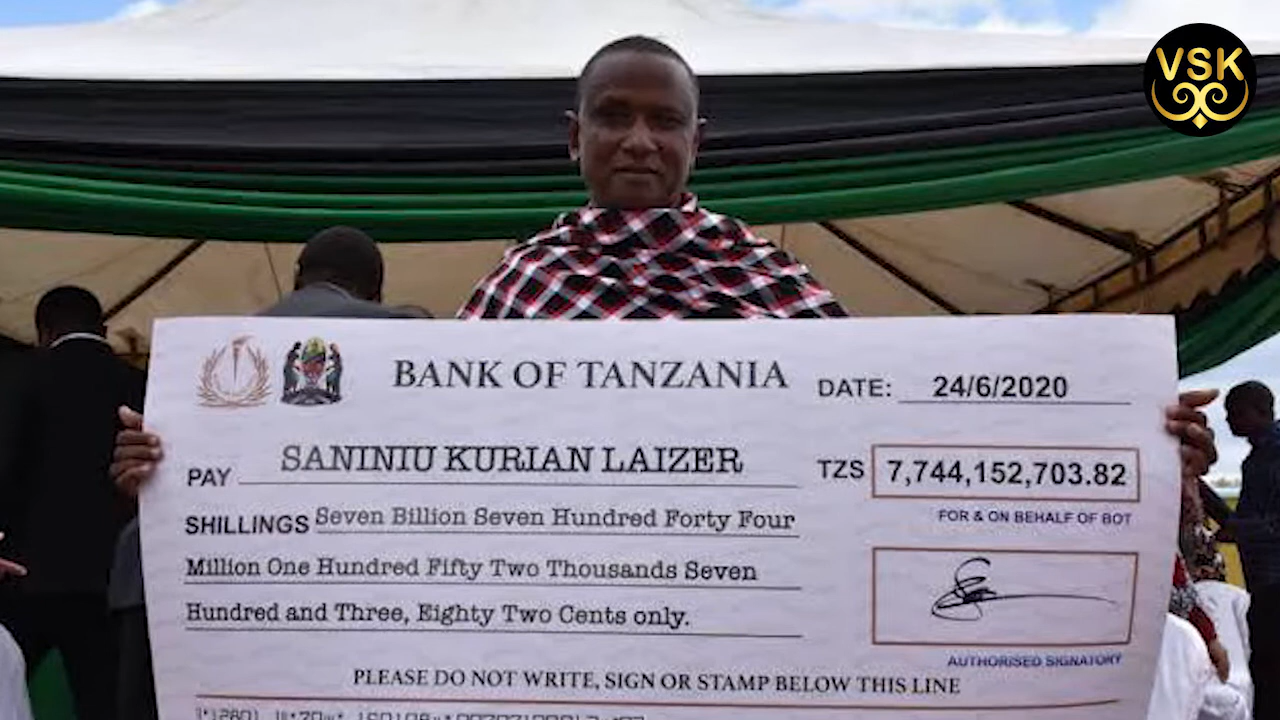 VSK
BANK OF TANZANIA
DATE: 24/6/2020
PAY SANINIU KURIAN LAIZER
TZS 7,744,152,703.82
SHILLINGS Seven Billion Seven Hundred Forty Four
Million One Hundred Fifty Two Thousands Seven
Hundred and Three, Eighty Two Cents only.
FOR & ON BEHALF OF BOT
AUTHORISED SIGNATORY
PLEASE DO NOT WRITE, SIGN OR STAMP BELOW THIS LINE